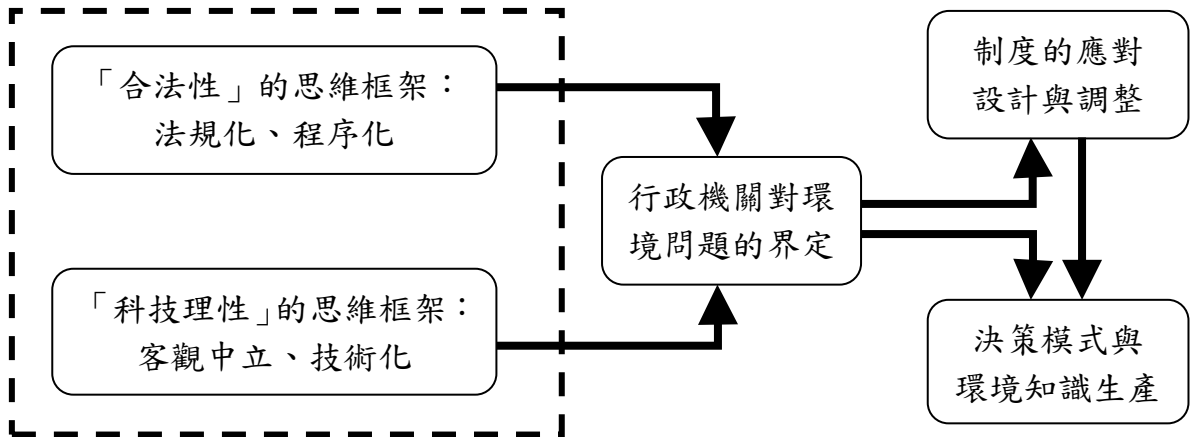 「合法性」的思維框架：
法規化、程序化
「科技理性」的思維框架：
客觀中立、技術化
行政機關對環
境問題的界定
制度的應對
設計與調整
決策模式與
環境知識生產